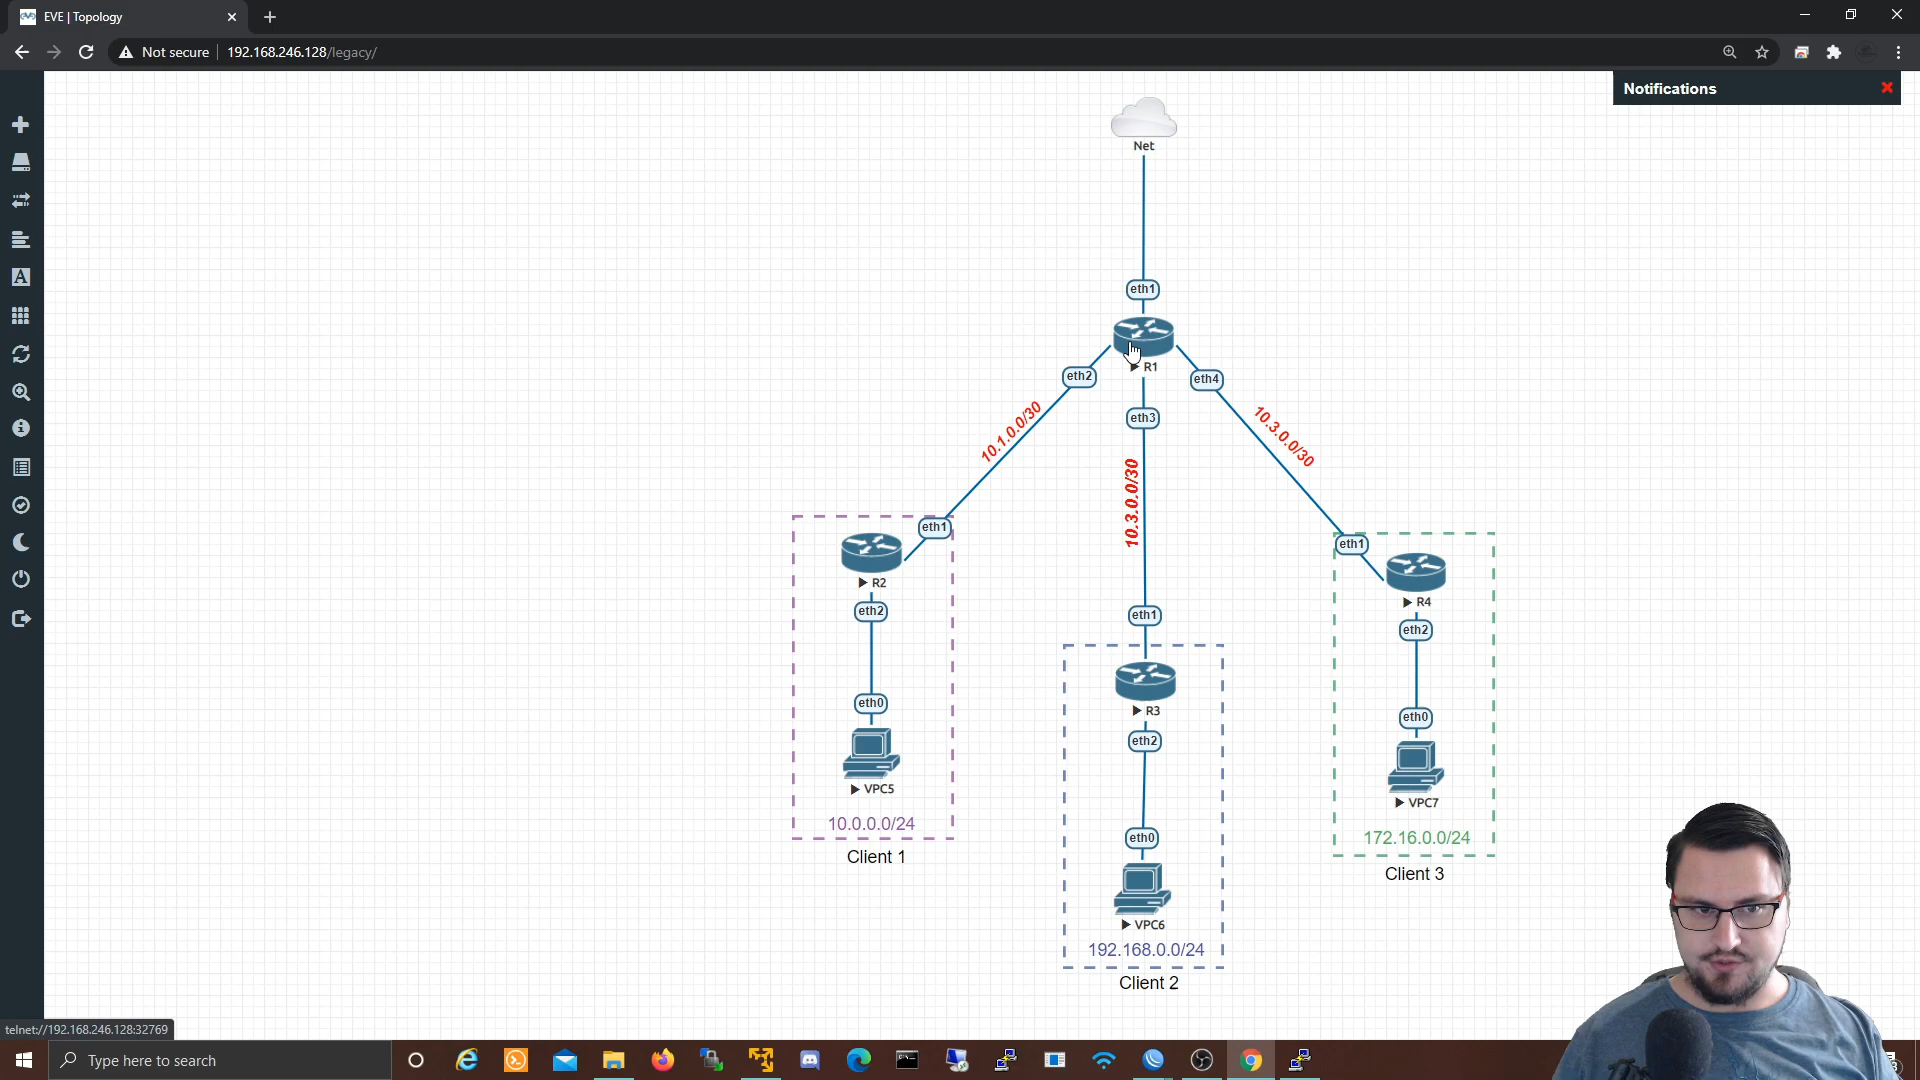 EVE | Topology
Not secure
192.168.246.128/legacy/
Notifications
Net
eth1
R1
eth2
eth4
eth3
10.1.0.0/30
10.3.0.0/30
10.3.0.0/30
eth1
eth1
R2
R4
eth2
eth1
eth2
R3
eth0
eth2
eth0
VPC5
VPC7
10.0.0.0/24
172.16.0.0/24
eth0
Client 1
Client 3
VPC6
192.168.0.0/24
Client 2
telnet://192.168.246.128:32769
Type here to search